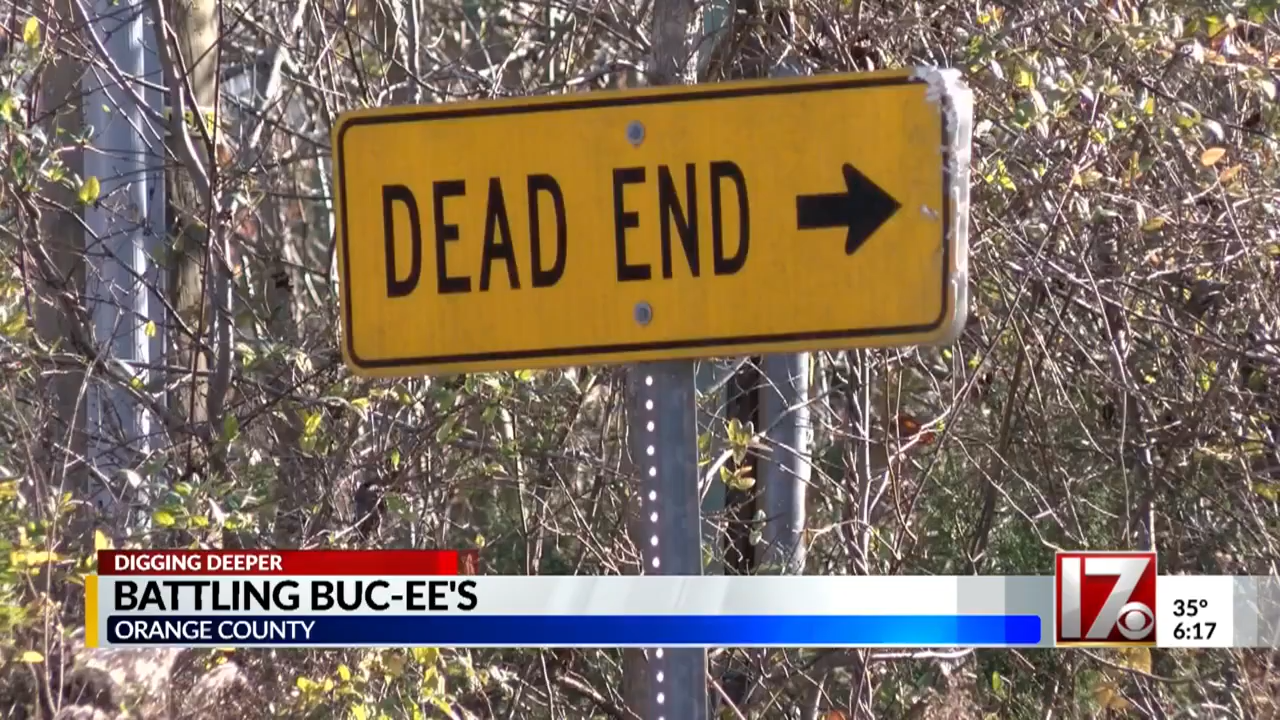 DEAD END
DIGGING DEEPER
BATTLING BUC-EE'S
ORANGE COUNTY
17
35°
6:17